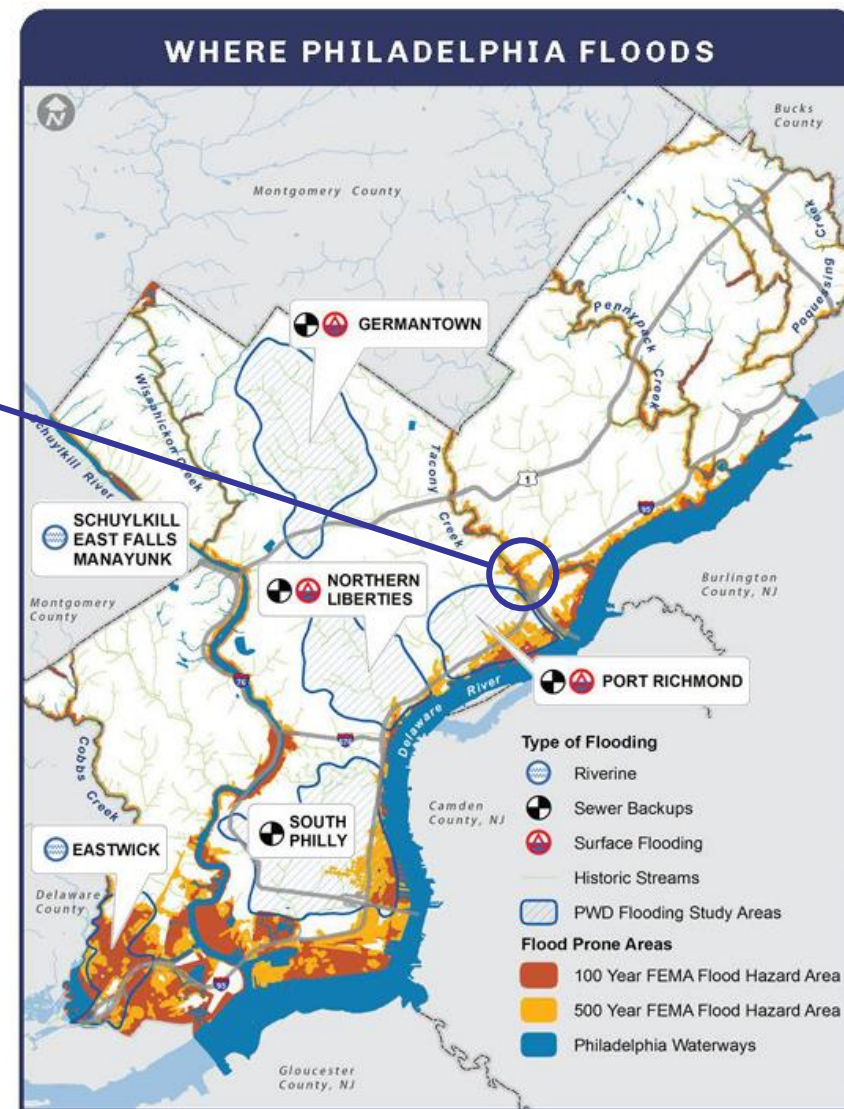 WHERE PHILADELPHIA FLOODS
N
Bucks
County
Montgomery County
Poquessing
Creek
Pennypack
Creek
GERMANTOWN
Wissahickon Creek
Schuylkill River
Tacony
Creek
1
95
SCHUYLKILL
EAST FALLS
MANAYUNK
NORTHERN
LIBERTIES
Burlington
County, NJ
Montgomery
County
76
PORT RICHMOND
Delaware River
676
Cobbs Creek
Type of Flooding
Riverine
Sewer Backups
Surface Flooding
Historic Streams
PWD Flooding Study Areas
Camden
County, NJ
SOUTH
PHILLY
EASTWICK
Delaware
County
95
Flood Prone Areas
100 Year FEMA Flood Hazard Area
500 Year FEMA Flood Hazard Area
Philadelphia Waterways
Gloucester
County, NJ